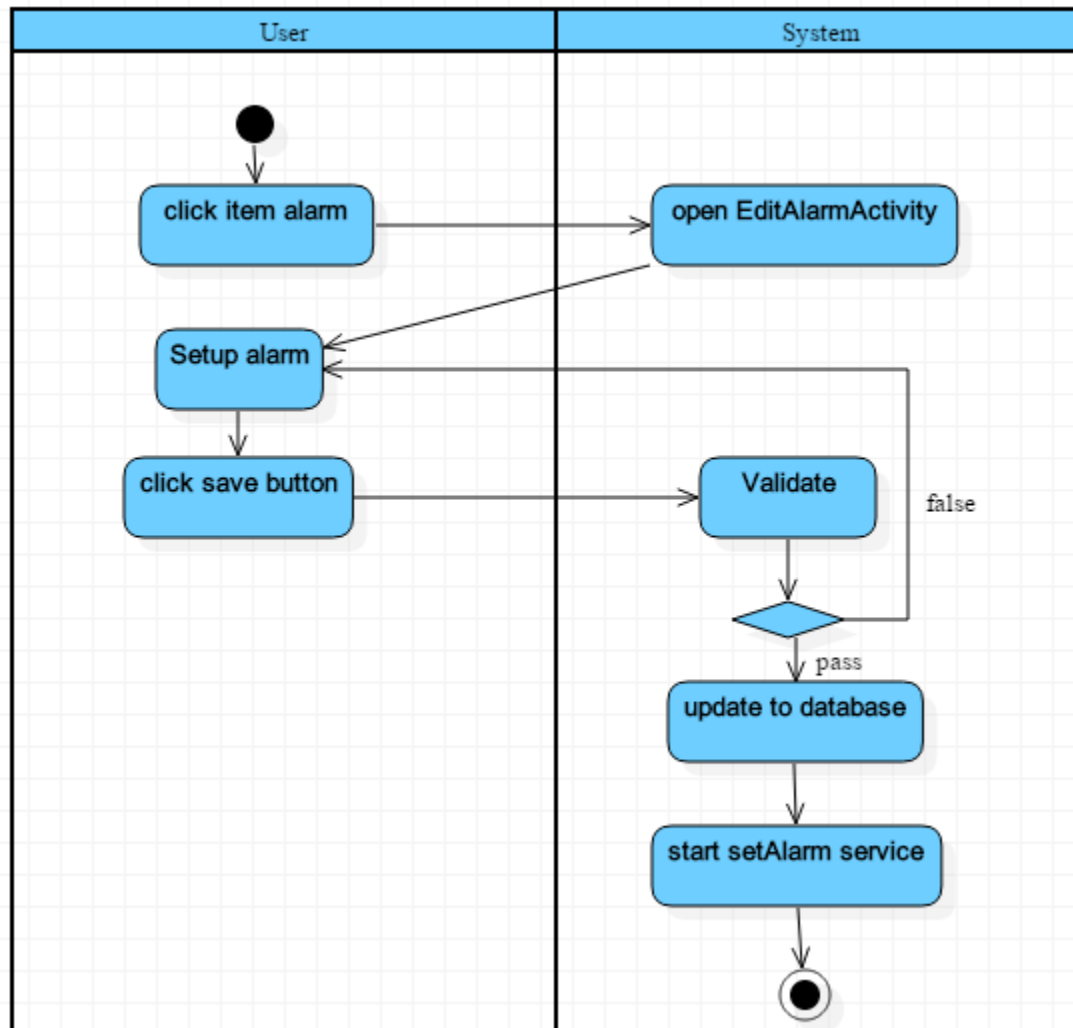 User
System
click item alarm
open EditAlarmActivity
Setup alarm
click save button
Validate
false
pass
update to database
start setAlarm service